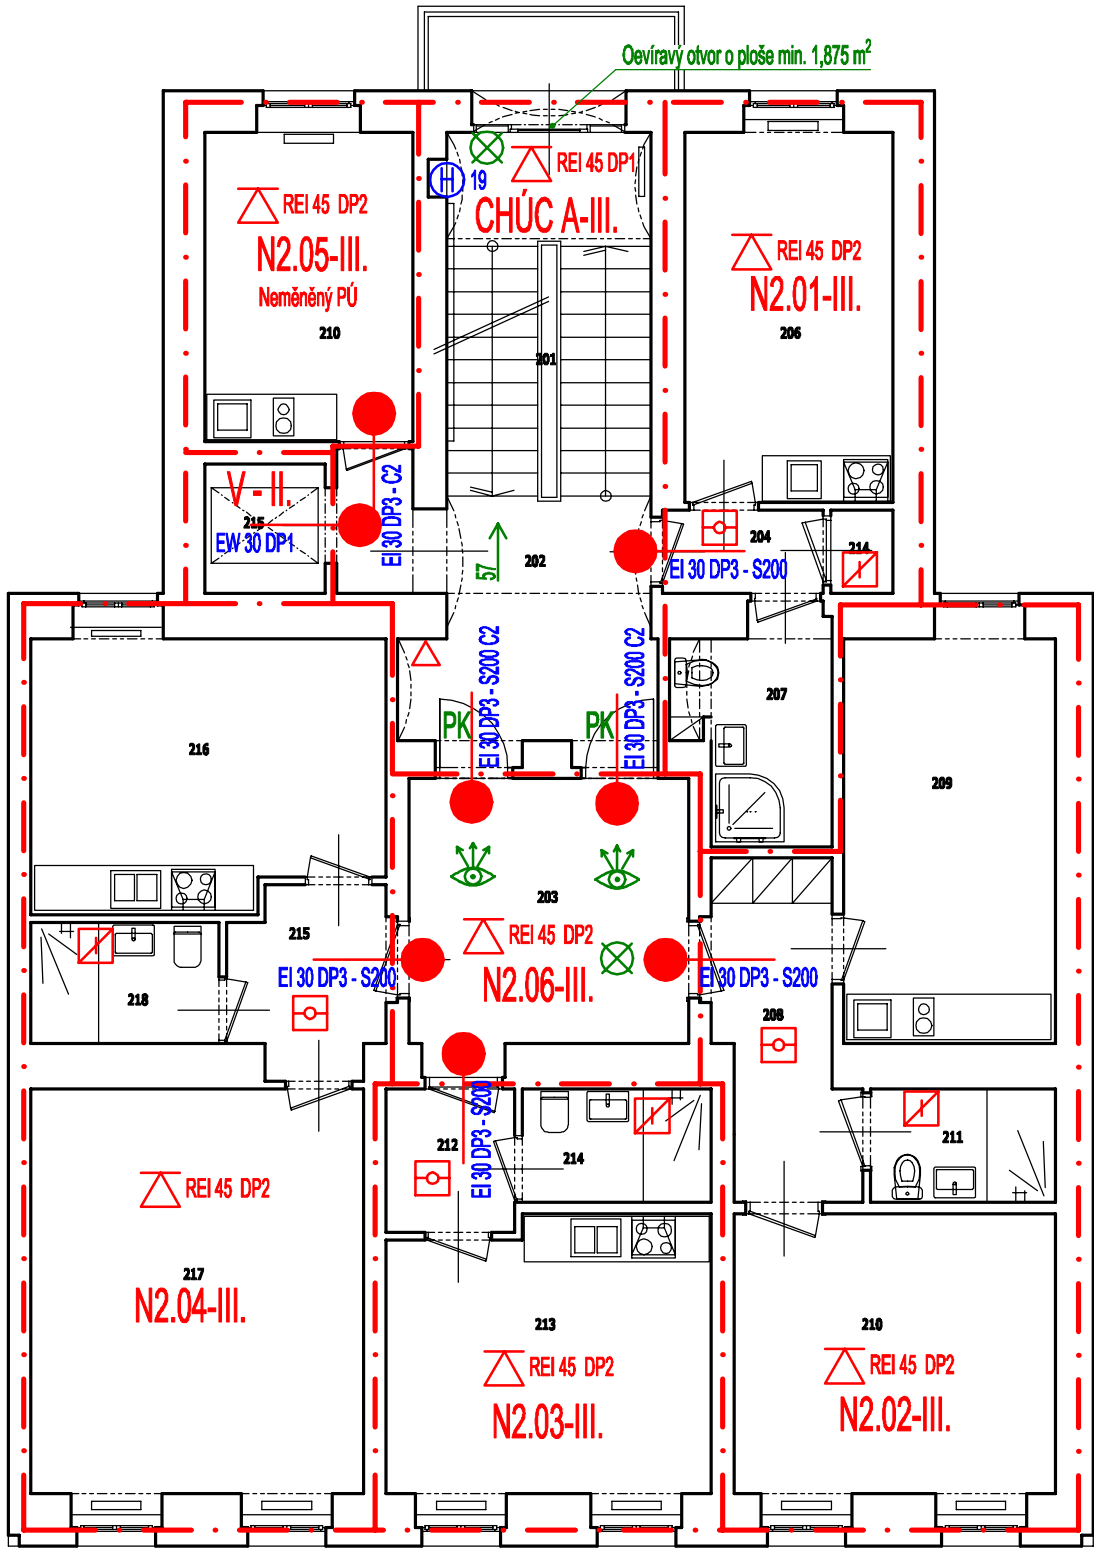 Oevíravý otvor o ploše min. 1,875 m²
REI 45 DP1
19
CHÚC A-III.
REI 45 DP2
N2.05-III.
Neměněný PÚ
210
REI 45 DP2
N2.01-III.
206
201
V - II.
215
EW 30 DP1
EI 30 DP3 - C2
57
202
204
214
EI 30 DP3 - S200
EI 30 DP3 - S200 C2
EI 30 DP3 - S200 C2
PK
PK
207
216
209
203
REI 45 DP2
N2.06-III.
215
EI 30 DP3 - S200
EI 30 DP3 - S200
218
208
EI 30 DP3 - S200
212
214
211
REI 45 DP2
217
N2.04-III.
213
REI 45 DP2
N2.03-III.
210
REI 45 DP2
N2.02-III.